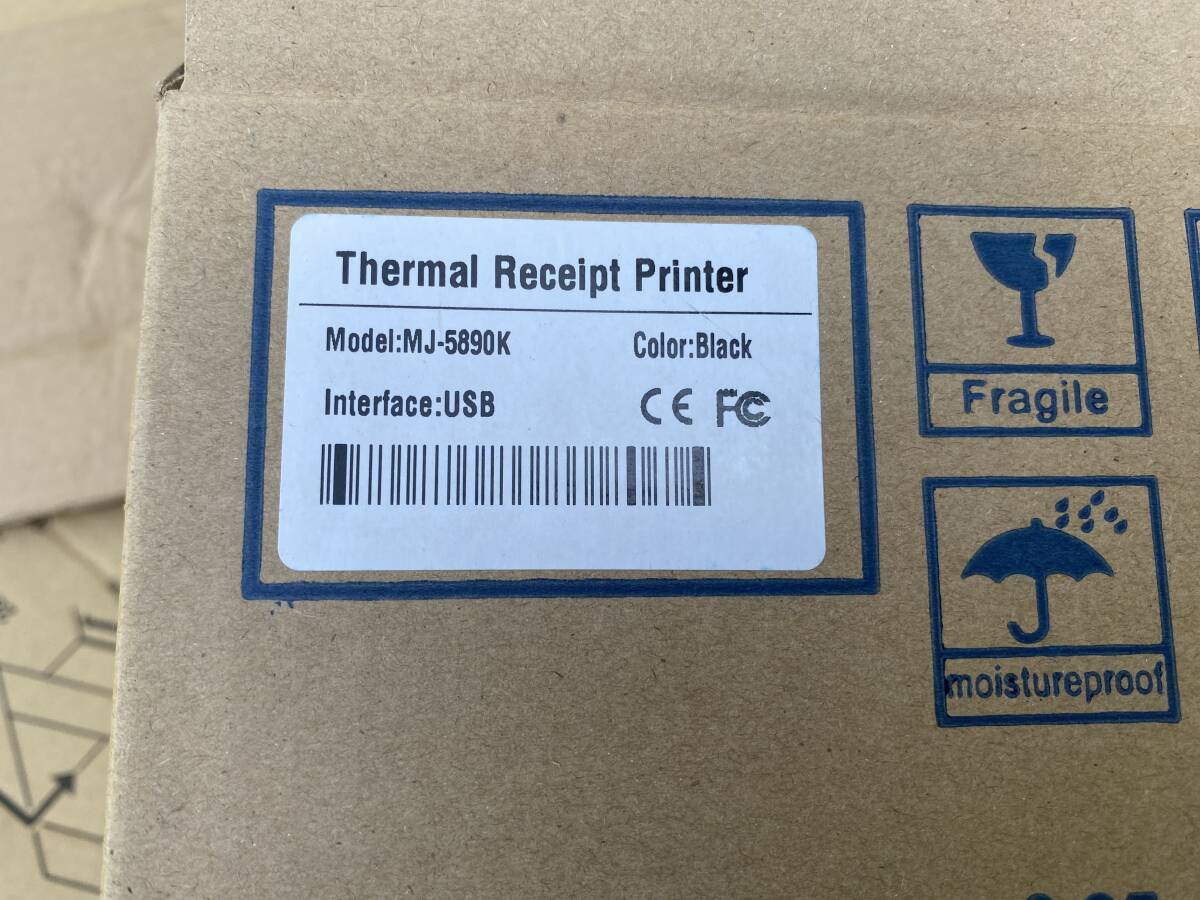 Thermal Receipt Printer
Model:MJ-5890K
Color:Black
Interface:USB
CE FC
Fragile
moistureproof